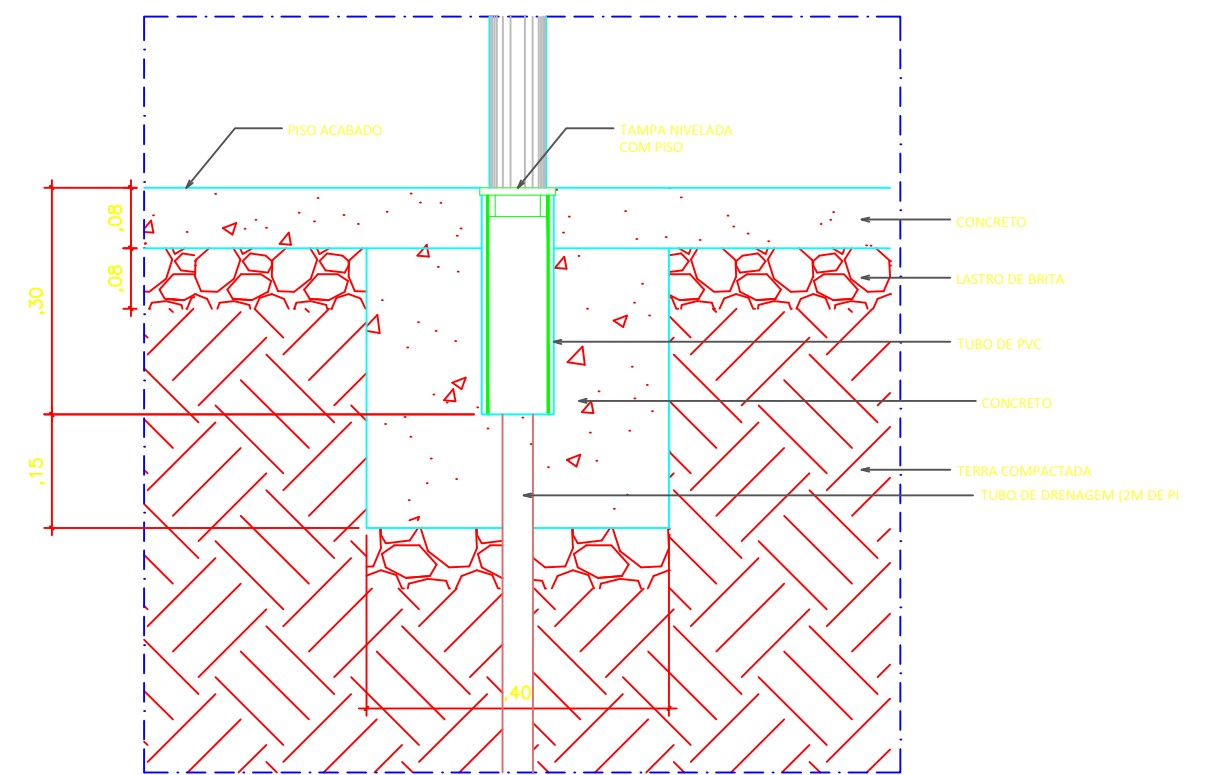 PISO ACABADO
TAMPA NIVELADA
COM PISO
,08
CONCRETO
,08
LASTRO DE BRITA
,30
TUBO DE PVC
CONCRETO
,15
TERRA COMPACTADA
TUBO DE DRENAGEM (2M DE P
,40